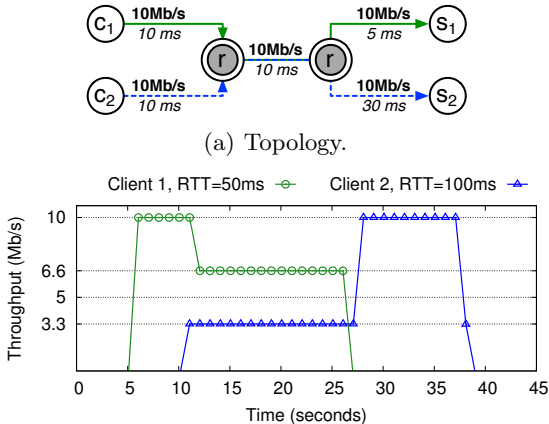 C1 10Mb/s 10Mb/s S1
10 ms r 10Mb/s r 5 ms
C2 10Mb/s 10 ms 10Mb/s S2
10 ms 30 ms
(a) Topology.
Client 1, RTT=50ms Client 2, RTT=100ms
Throughput (Mb/s)
10
6.6
5
3.3
0 5 10 15 20 25 30 35 40 45
Time (seconds)